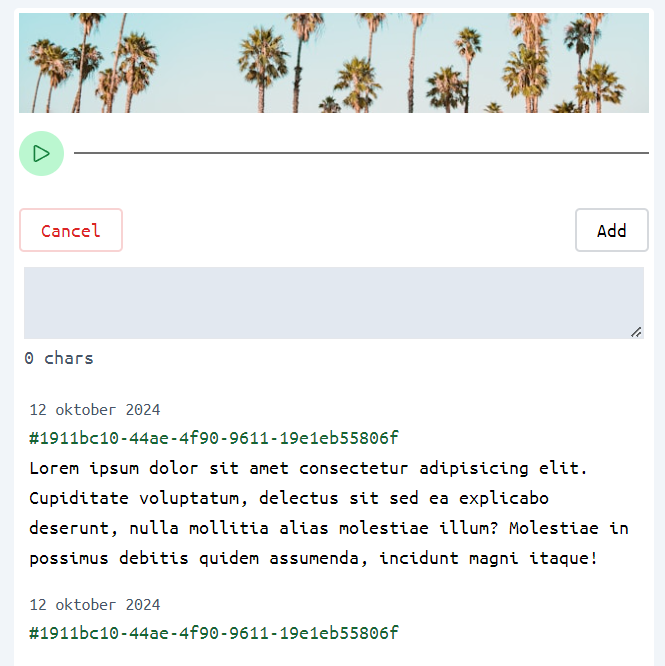 Cancel
Add
0 chars
12 oktober 2024
#1911bc10-44ae-4f90-9611-19e1eb55806f
Lorem ipsum dolor sit amet consectetur adipisicing elit.
Cupiditate voluptatum, delectus sit sed ea explicabo
deserunt, nulla mollitia alias molestiae illum? Molestiae in
possimus debitis quidem assumenda, incidunt magni itaque!
12 oktober 2024
#1911bc10-44ae-4f90-9611-19e1eb55806f